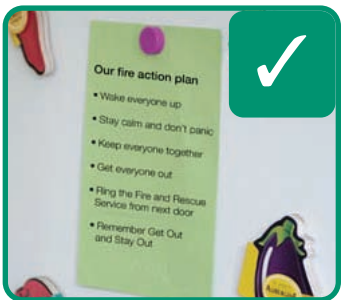 Our fire action plan
• Wake everyone up
• Stay calm and don't panic
• Keep everyone together
• Get everyone out
• Ring the Fire and Rescue
Service from next door
• Remember Get Out
and Stay Out